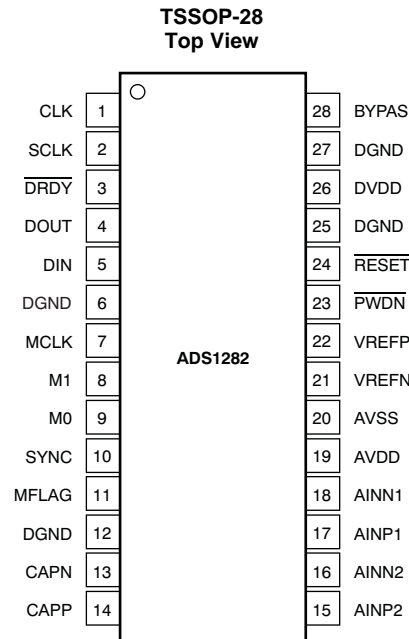 TSSOP-28
Top View
CLK 1 28 BYPAS
SCLK 2 27 DGND
DRDY 3 26 DVDD
DOUT 4 25 DGND
DIN 5 24 RESET
DGND 6 23 PWDN
MCLK 7 22 VREFP
ADS1282
M1 8 21 VREFN
M0 9 20 AVSS
SYNC 10 19 AVDD
MFLAG 11 18 AINN1
DGND 12 17 AINP1
CAPN 13 16 AINN2
CAPP 14 15 AINP2